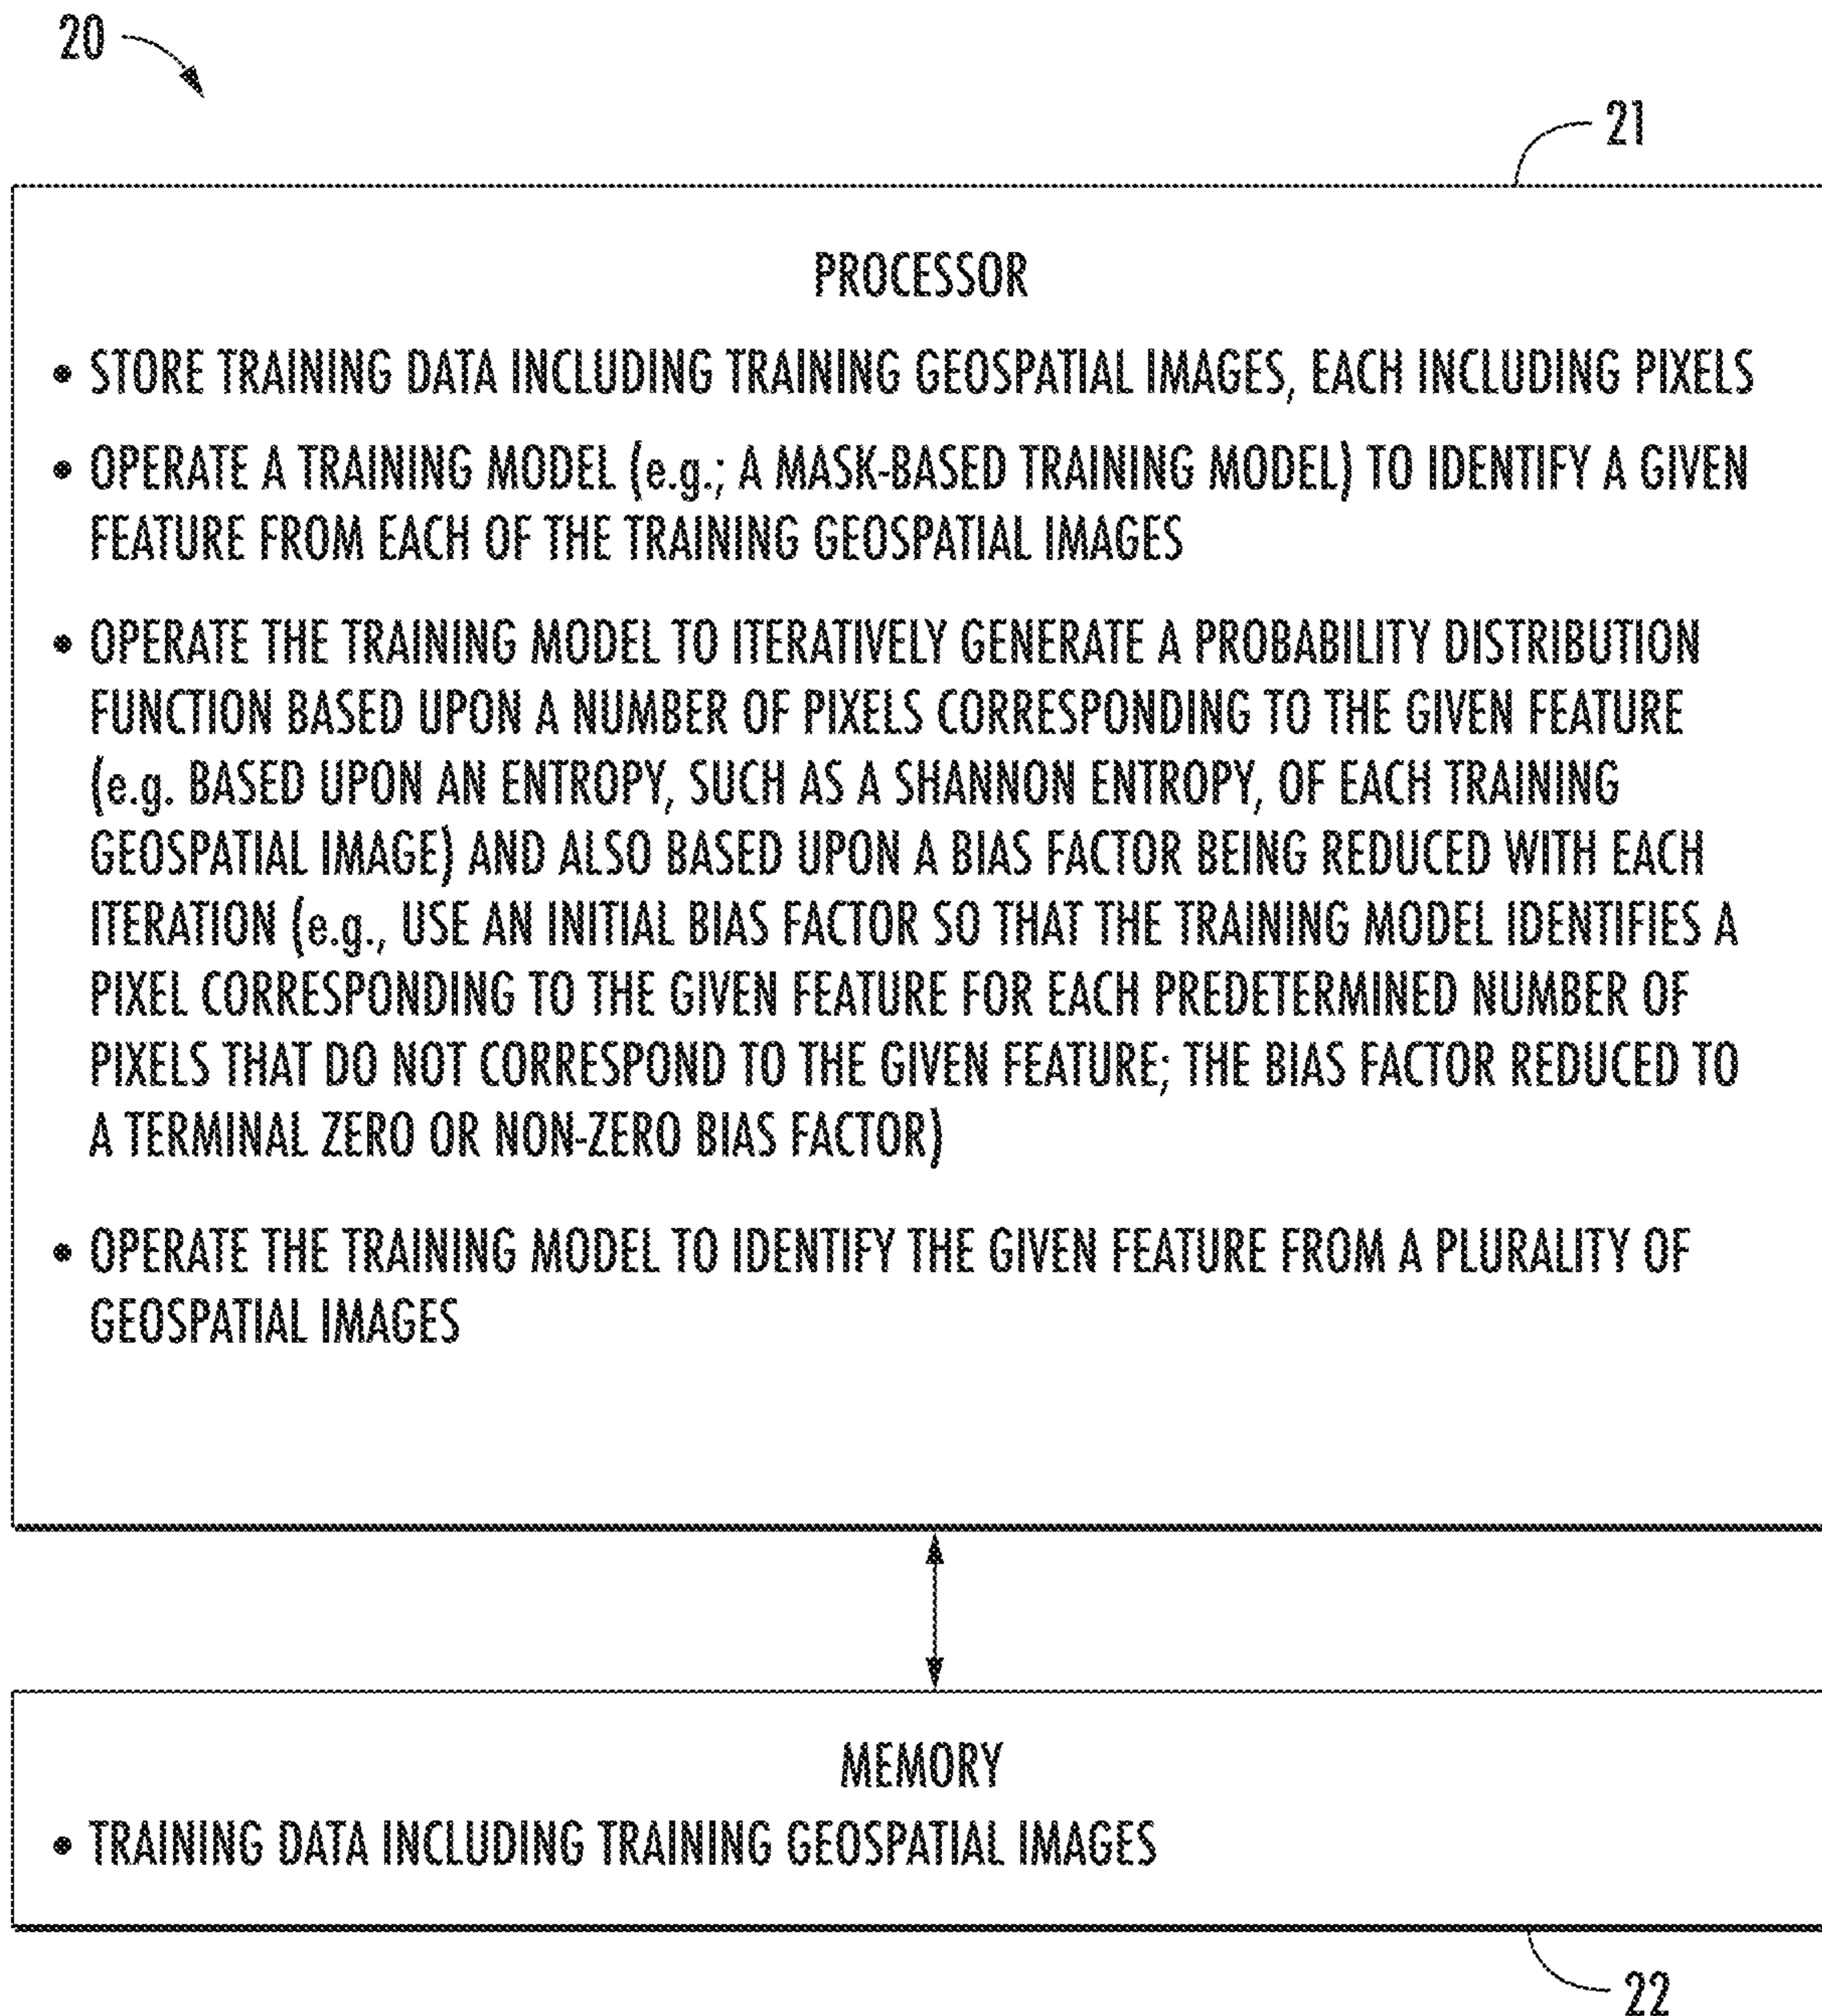 20
21
PROCESSOR
• STORE TRAINING DATA INCLUDING TRAINING GEOSPATIAL IMAGES, EACH INCLUDING PIXELS
• OPERATE A TRAINING MODEL (e.g.; A MASK-BASED TRAINING MODEL) TO IDENTIFY A GIVEN
FEATURE FROM EACH OF THE TRAINING GEOSPATIAL IMAGES
• OPERATE THE TRAINING MODEL TO ITERATIVELY GENERATE A PROBABILITY DISTRIBUTION
FUNCTION BASED UPON A NUMBER OF PIXELS CORRESPONDING TO THE GIVEN FEATURE
(e.g. BASED UPON AN ENTROPY, SUCH AS A SHANNON ENTROPY, OF EACH TRAINING
GEOSPATIAL IMAGE) AND ALSO BASED UPON A BIAS FACTOR BEING REDUCED WITH EACH
ITERATION (e.g., USE AN INITIAL BIAS FACTOR SO THAT THE TRAINING MODEL IDENTIFIES A
PIXEL CORRESPONDING TO THE GIVEN FEATURE FOR EACH PREDETERMINED NUMBER OF
PIXELS THAT DO NOT CORRESPOND TO THE GIVEN FEATURE; THE BIAS FACTOR REDUCED TO
A TERMINAL ZERO OR NON-ZERO BIAS FACTOR)
• OPERATE THE TRAINING MODEL TO IDENTIFY THE GIVEN FEATURE FROM A PLURALITY OF
GEOSPATIAL IMAGES
MEMORY
• TRAINING DATA INCLUDING TRAINING GEOSPATIAL IMAGES
22